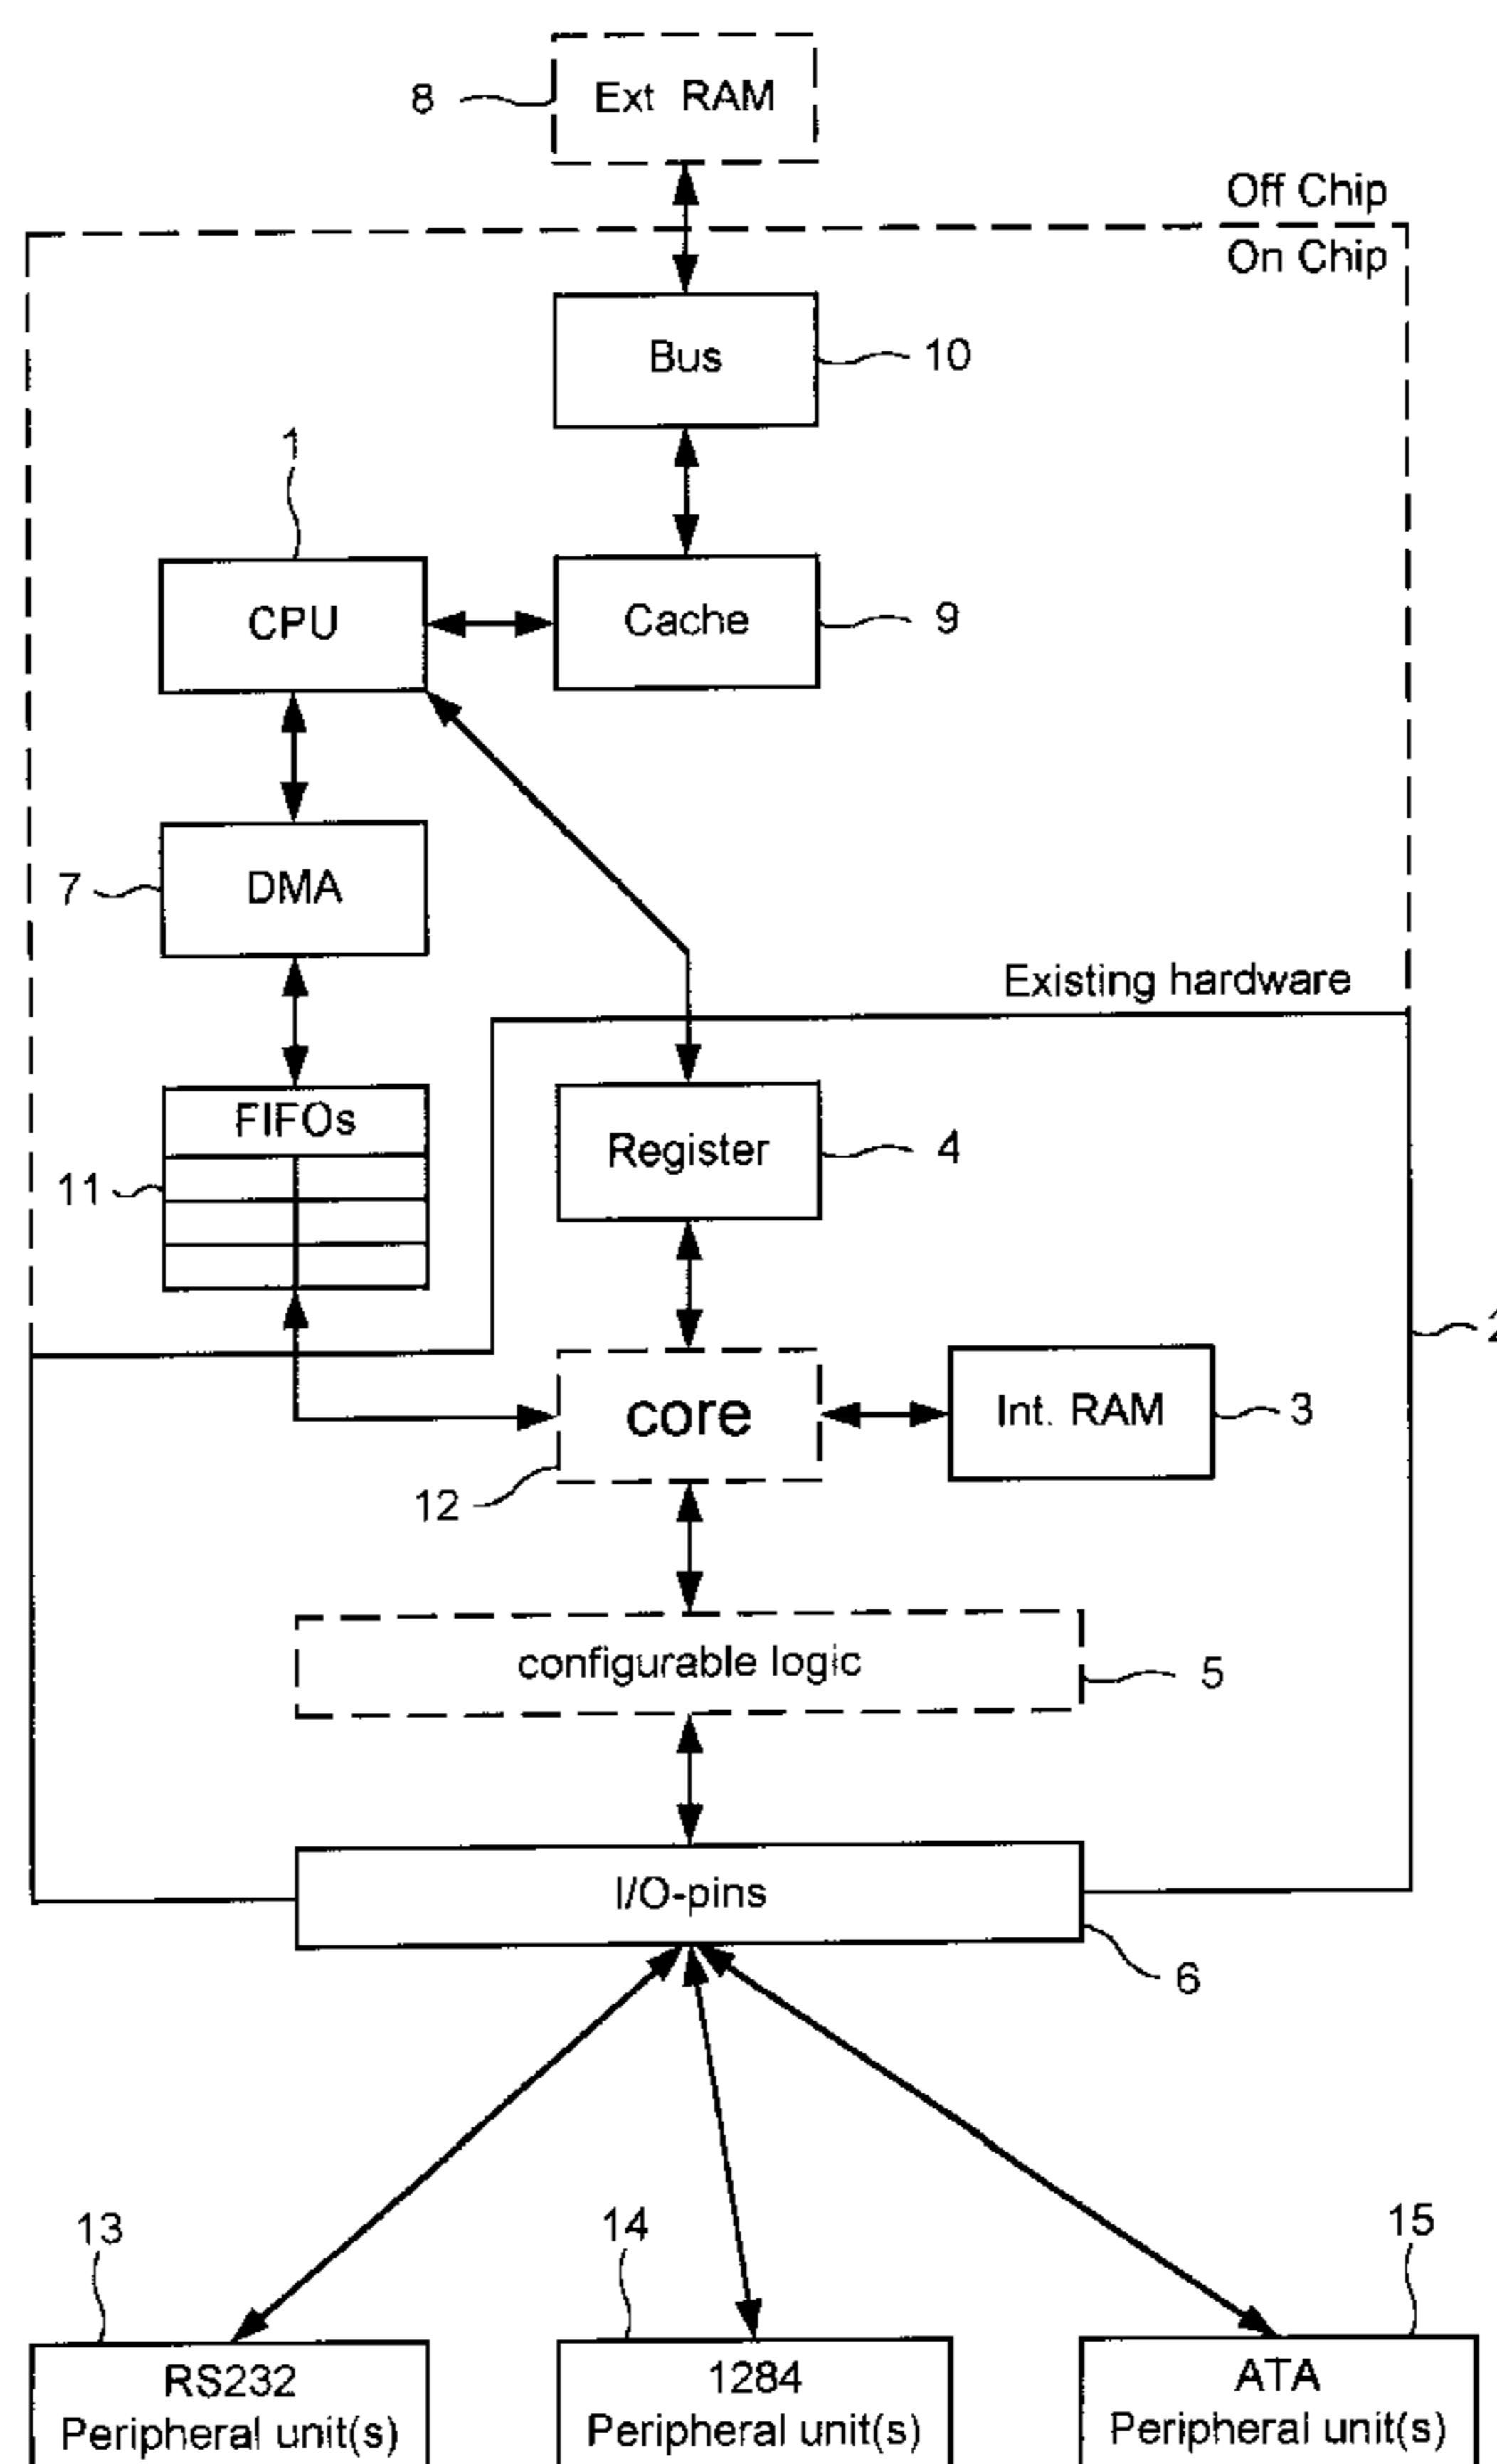 8
Ext RAM
Off Chip
On Chip
Bus
10
1
CPU
Cache
9
7
DMA
Existing hardware
FIFOs
11
Register
4
2
core
Int. RAM
3
12
configurable logic
5
I/O-pins
6
13
14
15
RS232
Peripheral unit(s)
1284
Peripheral unit(s)
ATA
Peripheral unit(s)